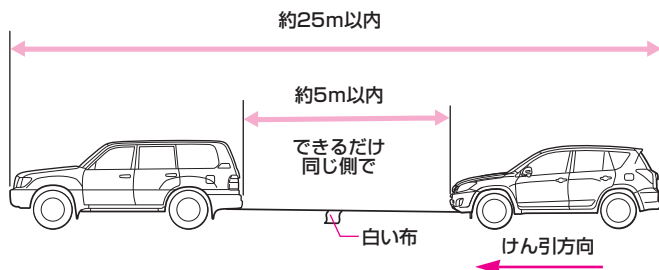 約25m以内
約5m以内
できるだけ
同じ側で
白い布
けん引方向